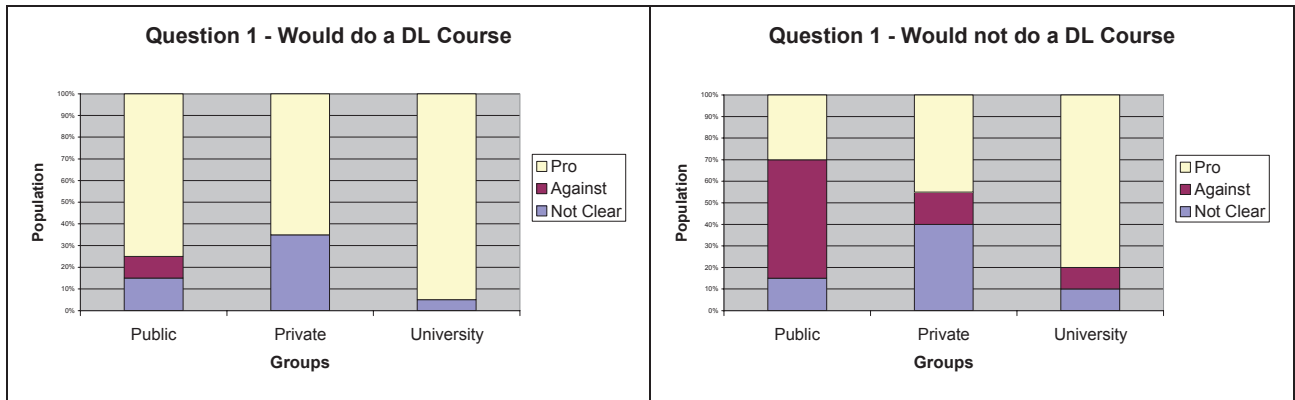 Question 1 - Would do a DL Course
100%
90%
80%
70%
60%
50%
40%
30%
20%
10%
0%
Population
Public Private University
Groups
Pro
Against
Not Clear
Question 1 - Would not do a DL Course
100%
90%
80%
70%
60%
50%
40%
30%
20%
10%
0%
Population
Public Private University
Groups
Pro
Against
Not Clear